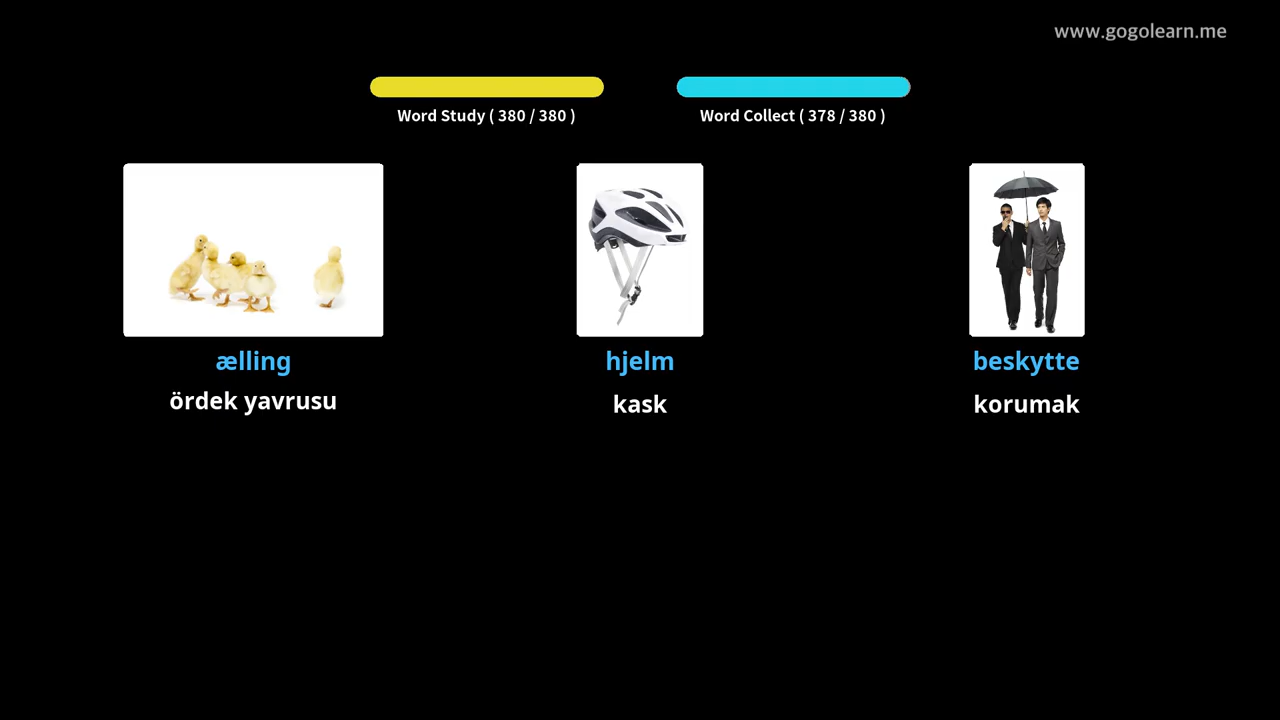 www.gogolearn.me
Word Study ( 380 / 380 )
Word Collect ( 378 / 380 )
ælling
hjelm
beskytte
ördek yavrusu
kask
korumak